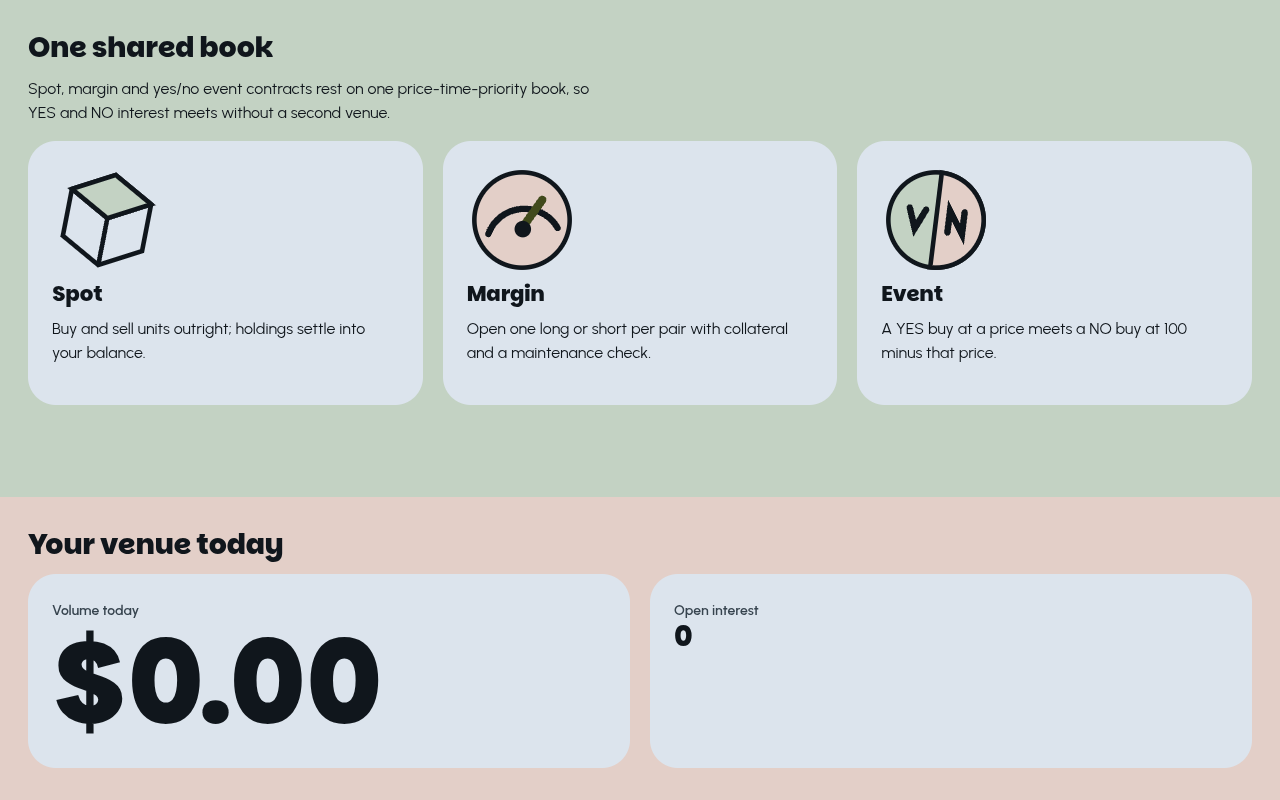 One shared book
Spot, margin and yes/no event contracts rest on one price-time-priority book, so
YES and NO interest meets without a second venue.
V N
Spot
Buy and sell units outright; holdings settle into
your balance.
Margin
Open one long or short per pair with collateral
and a maintenance check.
Event
A YES buy at a price meets a NO buy at 100
minus that price.
Your venue today
Volume today
$0.00
Open interest
0